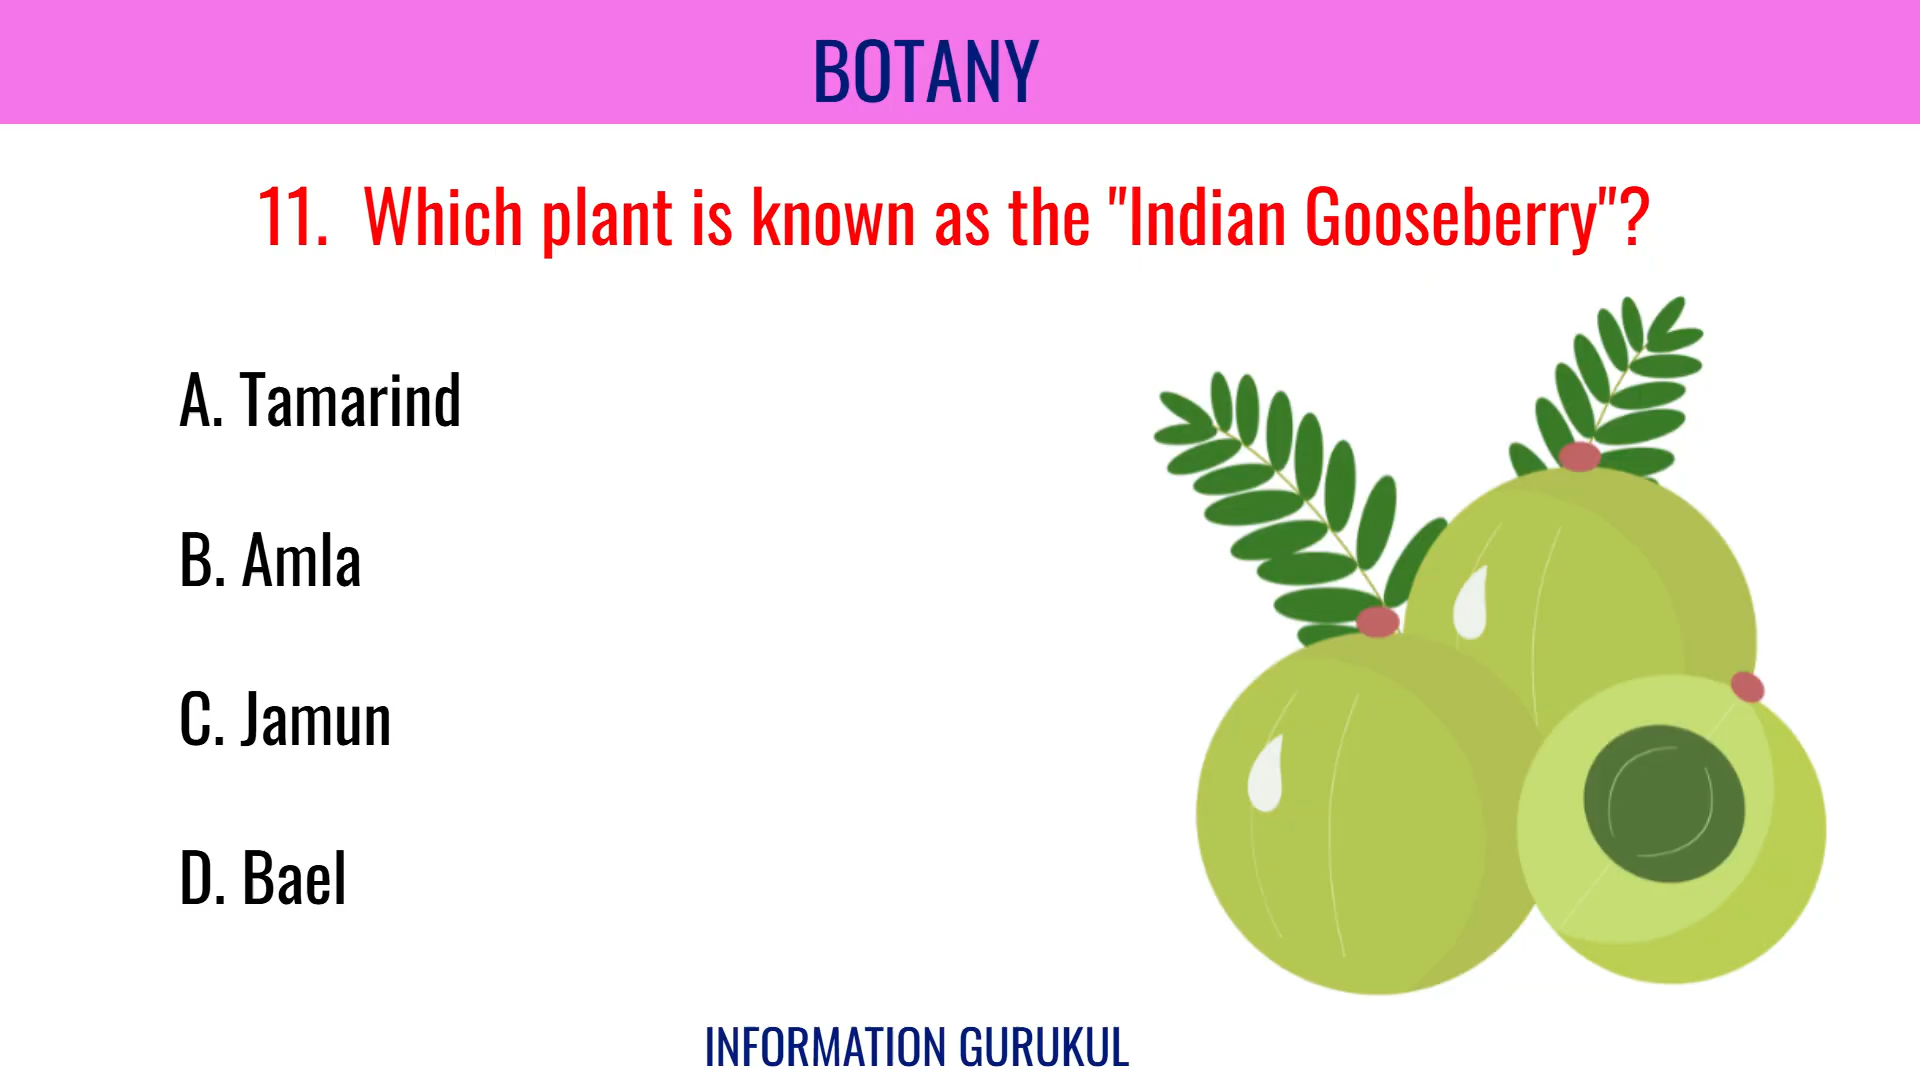 BOTANY
11. Which plant is known as the "Indian Gooseberry"?
A. Tamarind
B. Amla
C. Jamun
D. Bael
INFORMATION GURUKUL